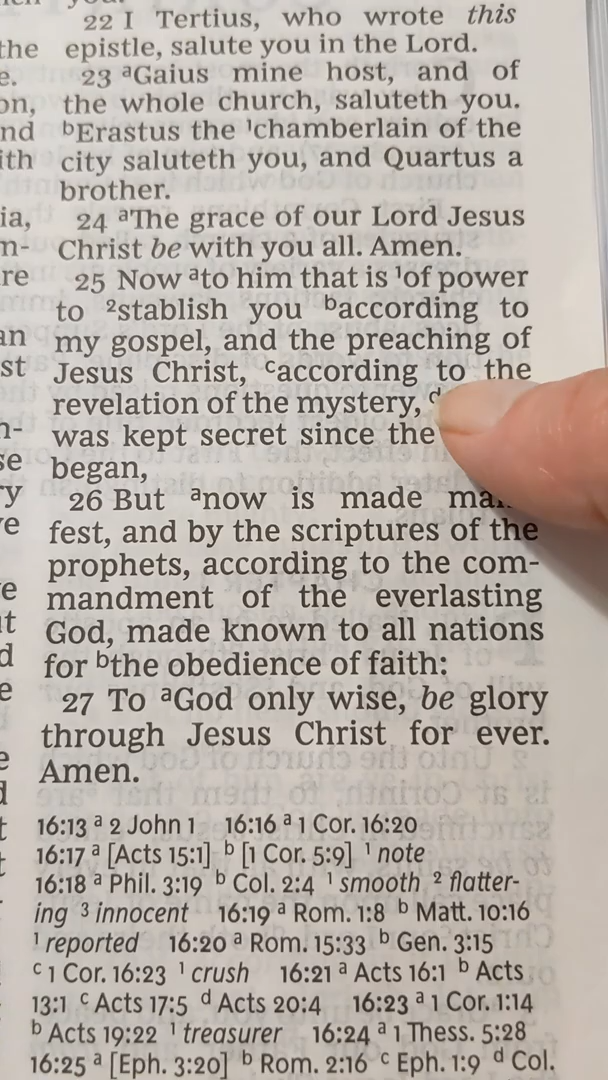 22 I Tertius, who wrote this
the epistle, salute you in the Lord.
e. 23 aGaius mine host, and of
on, the whole church, saluteth you.
nd bErastus the 1chamberlain of the
ith city saluteth you, and Quartus a
brother.
ia, 24 aThe grace of our Lord Jesus
n- Christ be with you all. Amen.
re 25 Now ato him that is 1of power
to 2stablish you baccording to
an my gospel, and the preaching of
st Jesus Christ, caccording to the
revelation of the mystery, d
n- was kept secret since the
se began,
ry 26 But anow is made
e fest, and by the scriptures of the
prophets, according to the com-
e mandment of the everlasting
t God, made known to all nations
d for bthe obedience of faith:
e 27 To aGod only wise, be glory
through Jesus Christ for ever.
e Amen.
16:13 a 2 John 1 16:16 a 1 Cor. 16:20
16:17 a [Acts 15:1] b [1 Cor. 5:9] 1 note
16:18 a Phil. 3:19 b Col. 2:4 1 smooth 2 flatter-
ing 3 innocent 16:19 a Rom. 1:8 b Matt. 10:16
1 reported 16:20 a Rom. 15:33 b Gen. 3:15
c 1 Cor. 16:23 1 crush 16:21 a Acts 16:1 b Acts
13:1 c Acts 17:5 d Acts 20:4 16:23 a 1 Cor. 1:14
b Acts 19:22 1 treasurer 16:24 a 1 Thess. 5:28
16:25 a [Eph. 3:20] b Rom. 2:16 c Eph. 1:9 d Col.